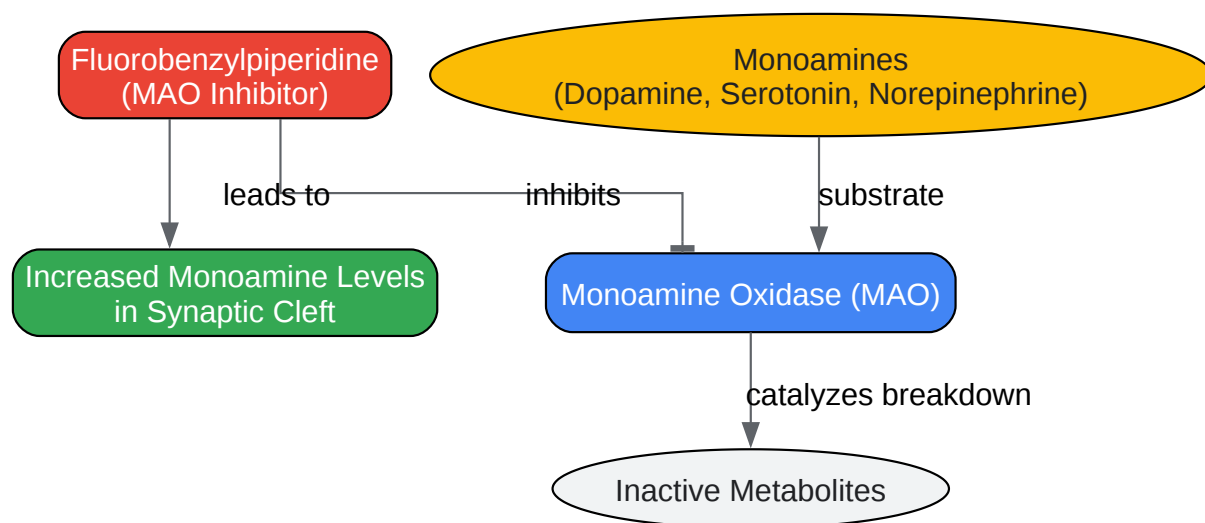 Fluorobenzylpiperidine
(MAO Inhibitor)
Monoamines
(Dopamine, Serotonin, Norepinephrine)
leads to
inhibits
substrate
Increased Monoamine Levels
in Synaptic Cleft
Monoamine Oxidase (MAO)
catalyzes breakdown
Inactive Metabolites